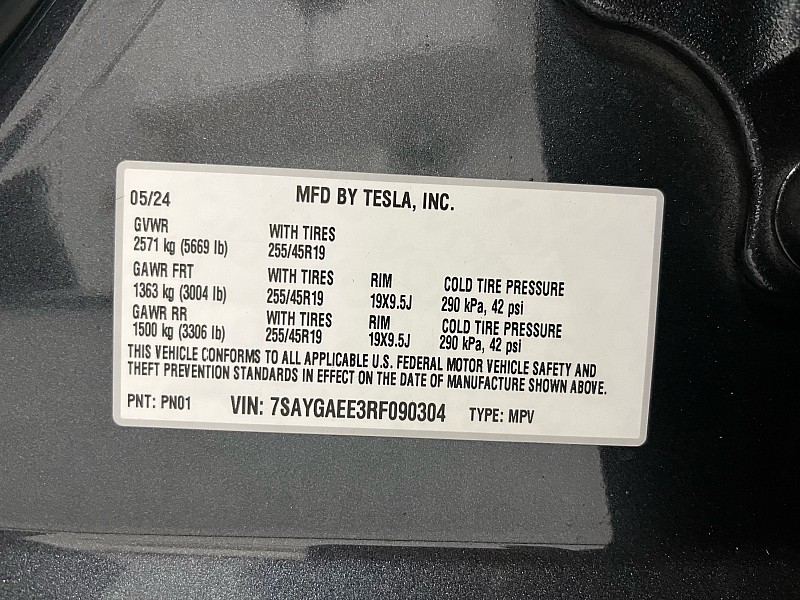 05/24 MFD BY TESLA, INC.
GVWR WITH TIRES
2571 kg (5669 lb) 255/45R19
GAWR FRT WITH TIRES RIM COLD TIRE PRESSURE
1363 kg (3004 lb) 255/45R19 19X9.5J 290 kPa, 42 psi
GAWR RR WITH TIRES RIM COLD TIRE PRESSURE
1500 kg (3306 lb) 255/45R19 19X9.5J 290 kPa, 42 psi
THIS VEHICLE CONFORMS TO ALL APPLICABLE U.S. FEDERAL MOTOR VEHICLE SAFETY AND
THEFT PREVENTION STANDARDS IN EFFECT ON THE DATE OF MANUFACTURE SHOWN ABOVE.
PNT: PN01 VIN: 7SAYGAEE3RF090304 TYPE: MPV